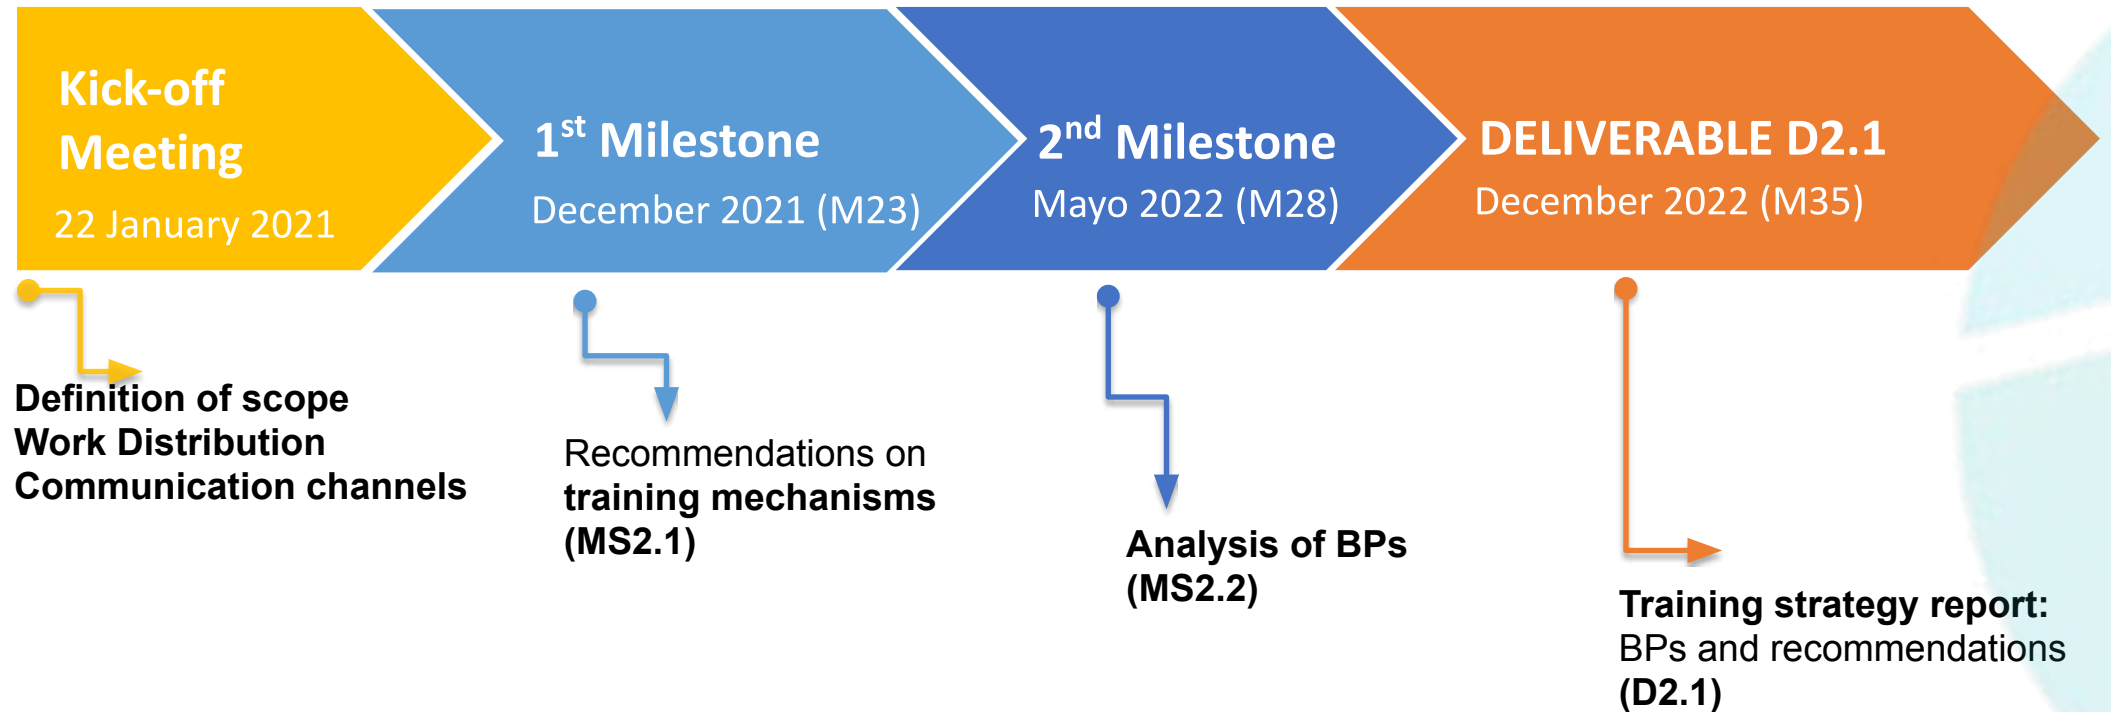 Kick-off
Meeting
22 January 2021
1st Milestone
December 2021 (M23)
2nd Milestone
Mayo 2022 (M28)
DELIVERABLE D2.1
December 2022 (M35)
Definition of scope
Work Distribution
Communication channels
Recommendations on
training mechanisms
(MS2.1)
Analysis of BPs
(MS2.2)
Training strategy report:
BPs and recommendations
(D2.1)